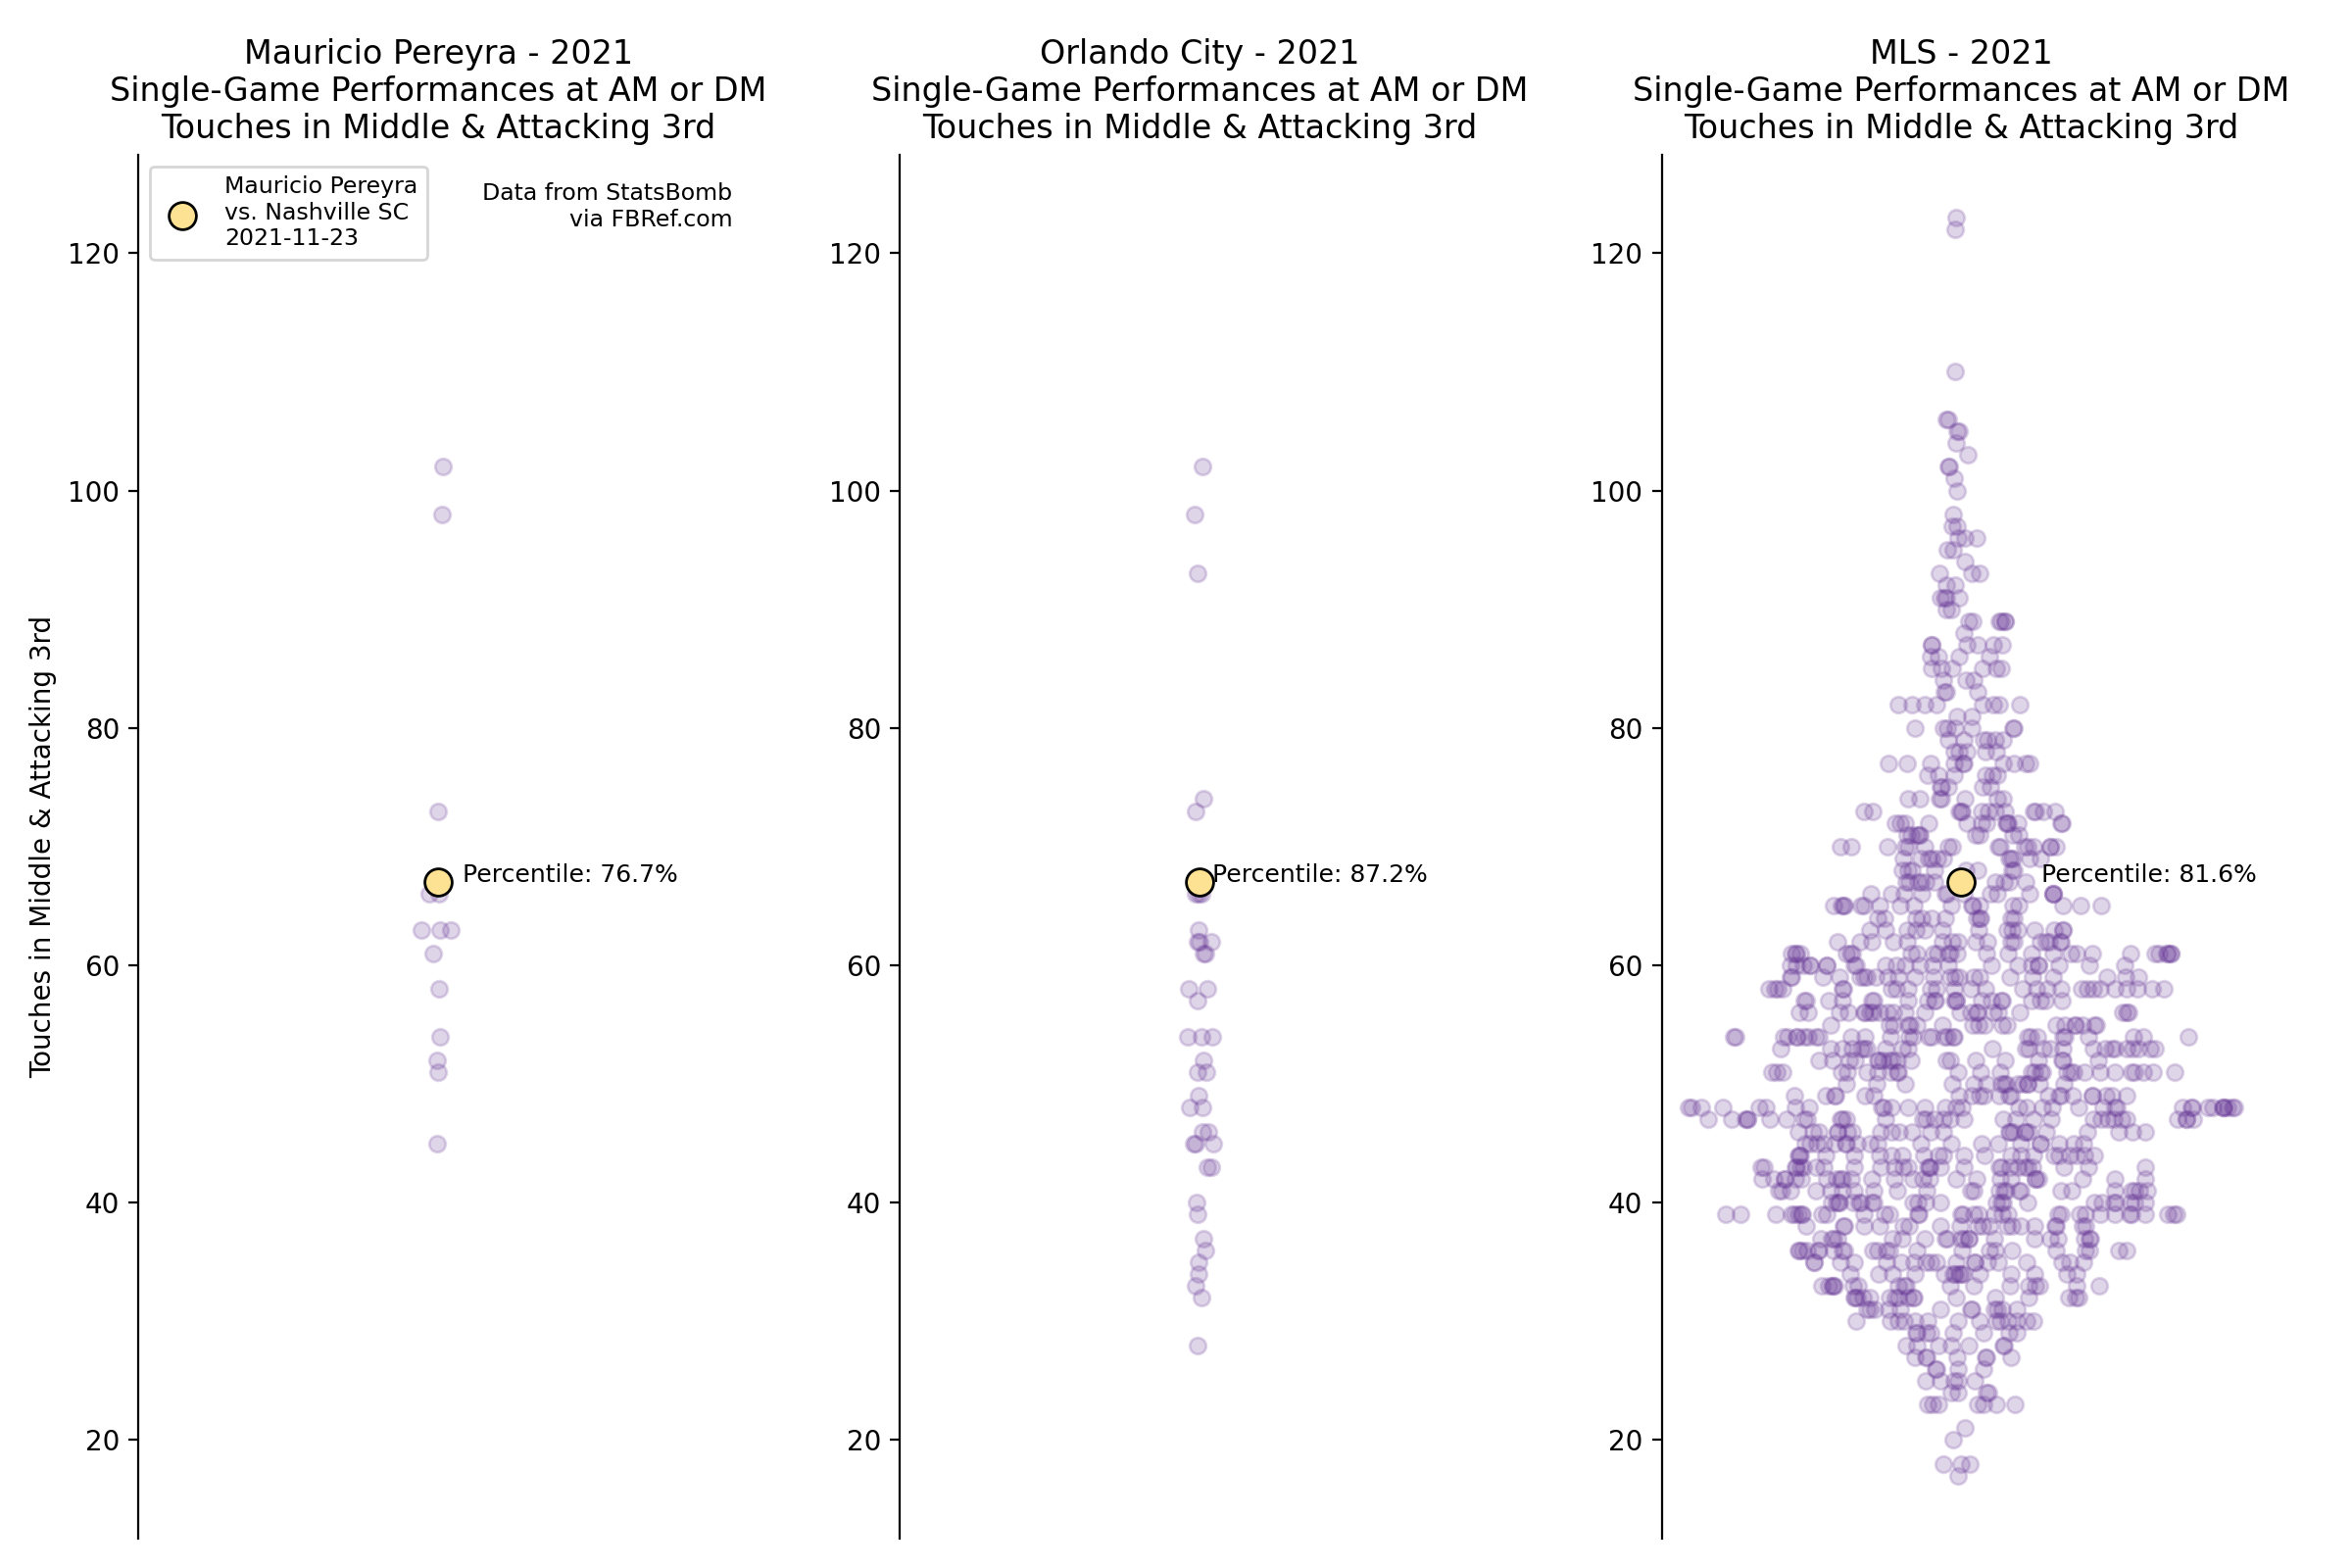 Mauricio Pereyra - 2021
Single-Game Performances at AM or DM
Touches in Middle & Attacking 3rd
Mauricio Pereyra
vs. Nashville SC
2021-11-23
Data from StatsBomb
via FBRef.com
120
100
80
60
40
20
Touches in Middle & Attacking 3rd
Percentile: 76.7%
Orlando City - 2021
Single-Game Performances at AM or DM
Touches in Middle & Attacking 3rd
120
100
80
60
40
20
Percentile: 87.2%
MLS - 2021
Single-Game Performances at AM or DM
Touches in Middle & Attacking 3rd
120
100
80
60
40
20
Percentile: 81.6%